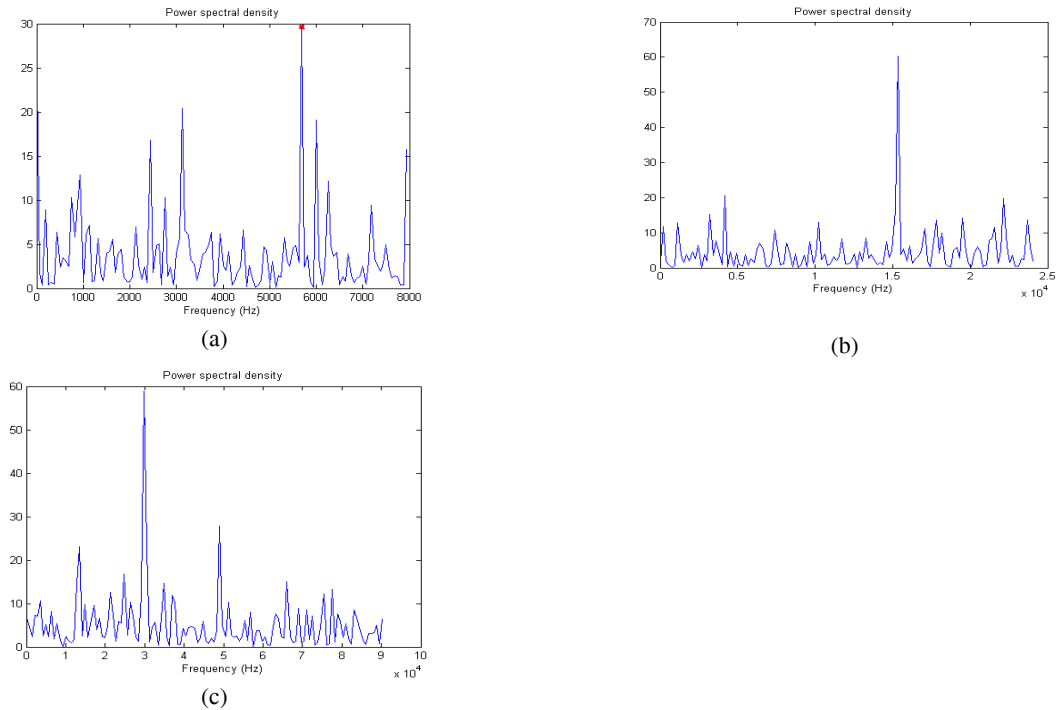 Power spectral density
30
25
20
15
10
5
0
0 1000 2000 3000 4000 5000 6000 7000 8000
Frequency (Hz)
(a)
Power spectral density
70
60
50
40
30
20
10
0
0 0.5 1 1.5 2 2.5
Frequency (Hz)
x 10^4
(b)
Power spectral density
60
50
40
30
20
10
0
0 1 2 3 4 5 6 7 8 9 10
Frequency (Hz)
x 10^4
(c)